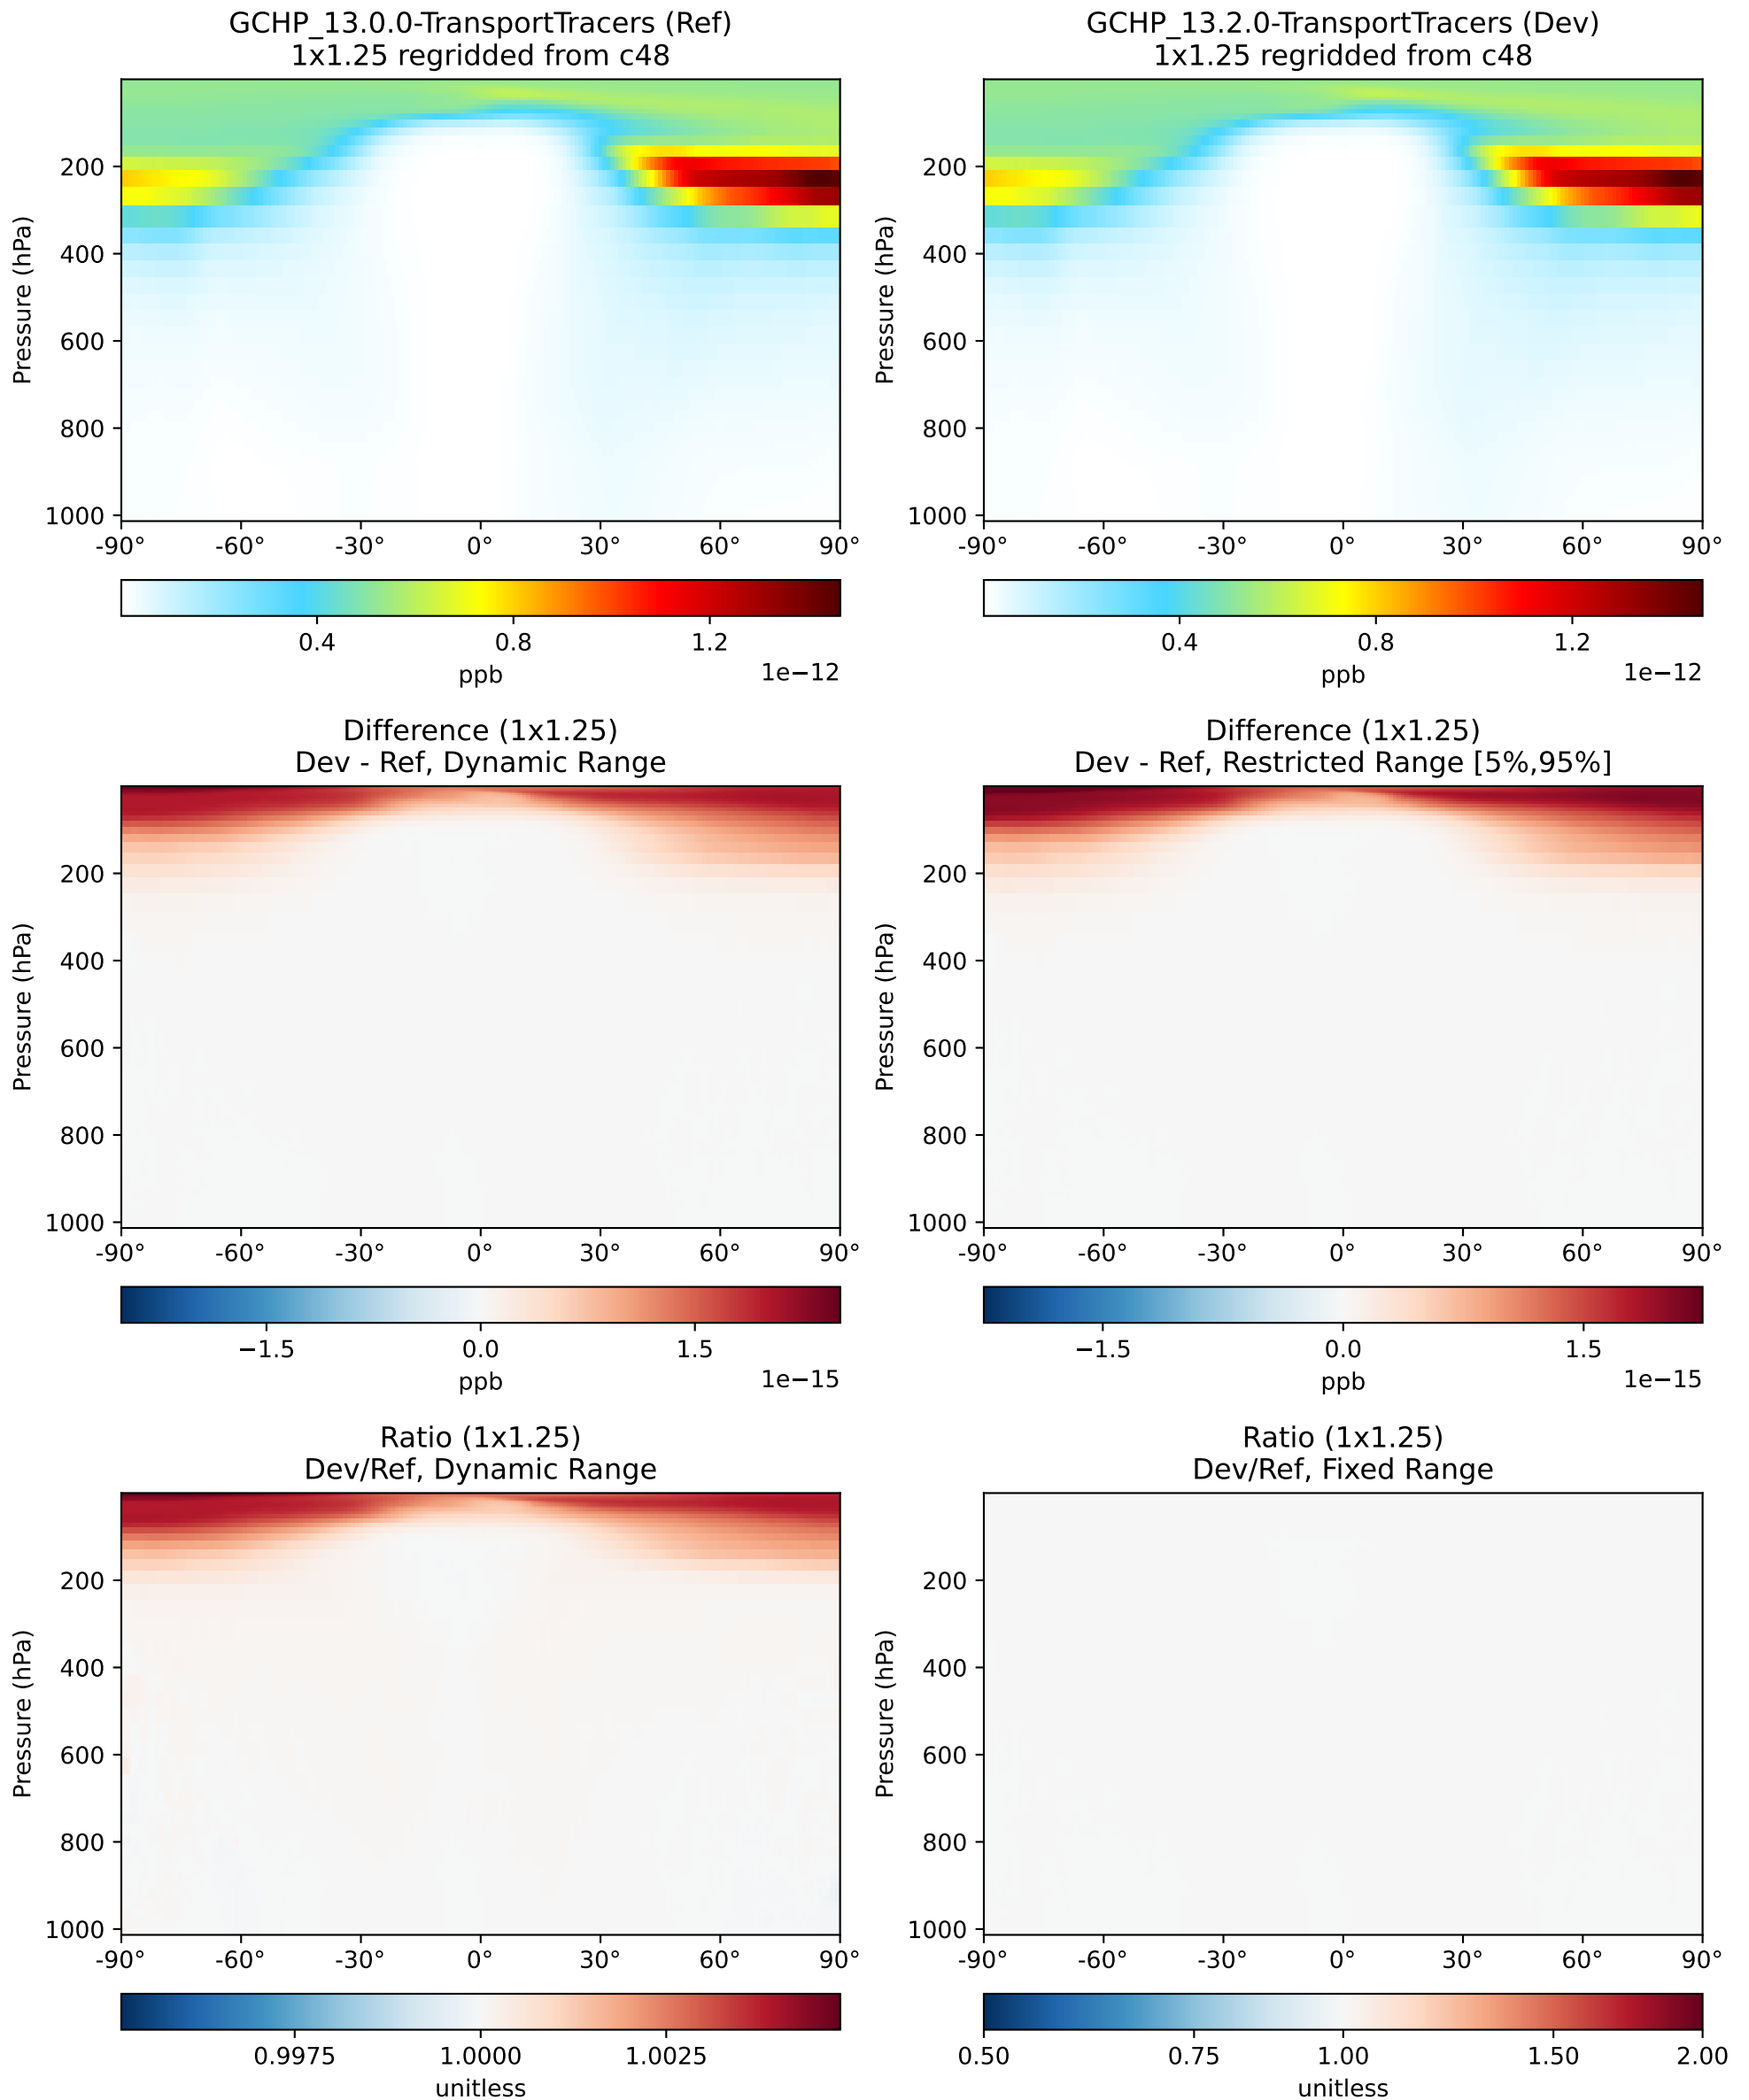 GCHP_13.0.0-TransportTracers (Ref)
1x1.25 regridded from c48
Pressure (hPa)
200
400
600
800
1000
-90° -60° -30° 0° 30° 60° 90°
0.4 0.8 1.2
1e−12
ppb
GCHP_13.2.0-TransportTracers (Dev)
1x1.25 regridded from c48
Pressure (hPa)
200
400
600
800
1000
-90° -60° -30° 0° 30° 60° 90°
0.4 0.8 1.2
1e−12
ppb
Difference (1x1.25)
Dev - Ref, Dynamic Range
Pressure (hPa)
200
400
600
800
1000
-90° -60° -30° 0° 30° 60° 90°
−1.5 0.0 1.5
1e−15
ppb
Difference (1x1.25)
Dev - Ref, Restricted Range [5%,95%]
Pressure (hPa)
200
400
600
800
1000
-90° -60° -30° 0° 30° 60° 90°
−1.5 0.0 1.5
1e−15
ppb
Ratio (1x1.25)
Dev/Ref, Dynamic Range
Pressure (hPa)
200
400
600
800
1000
-90° -60° -30° 0° 30° 60° 90°
0.9975 1.0000 1.0025
unitless
Ratio (1x1.25)
Dev/Ref, Fixed Range
Pressure (hPa)
200
400
600
800
1000
-90° -60° -30° 0° 30° 60° 90°
0.50 0.75 1.00 1.50 2.00
unitless